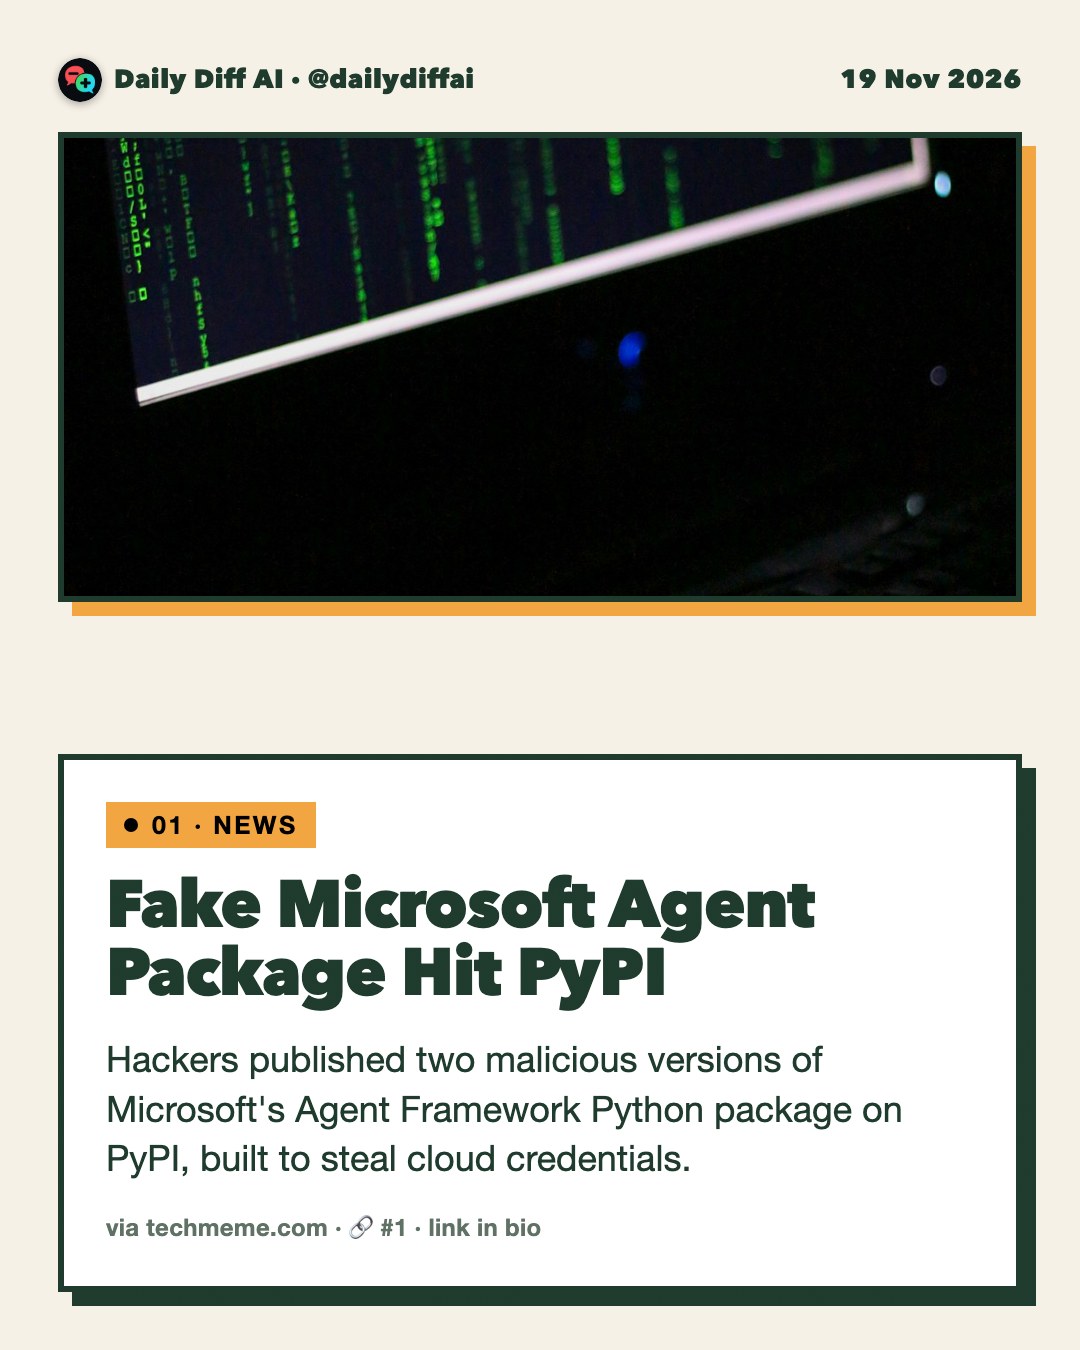 Daily Diff AI · @dailydiffai
19 Nov 2026
01 · NEWS
Fake Microsoft Agent
Package Hit PyPI
Hackers published two malicious versions of
Microsoft's Agent Framework Python package on
PyPI, built to steal cloud credentials.
via techmeme.com · 🔗 #1 · link in bio